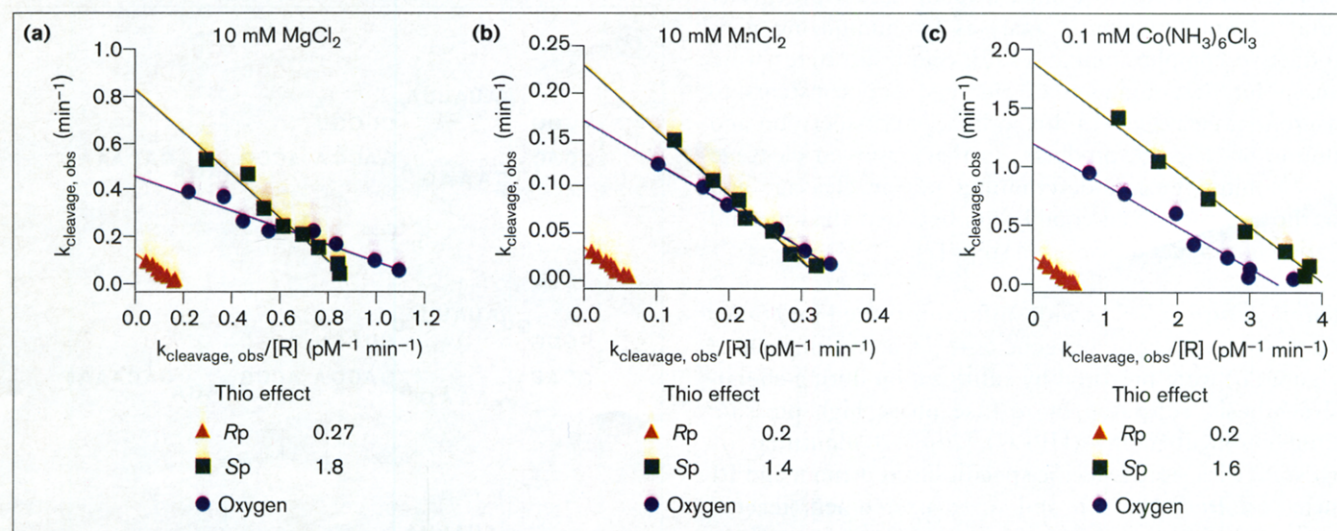 (a)
10 mM MgCl2
kcleavage, obs (min−1)
1.0
0.8
0.6
0.4
0.2
0.0
0.0 0.2 0.4 0.6 0.8 1.0 1.2
kcleavage, obs/[R] (pM−1 min−1)
Thio effect
Rp 0.27
Sp 1.8
Oxygen
(b)
10 mM MnCl2
kcleavage, obs (min−1)
0.25
0.20
0.15
0.10
0.05
0.00
0.0 0.1 0.2 0.3 0.4
kcleavage, obs/[R] (pM−1 min−1)
Thio effect
Rp 0.2
Sp 1.4
Oxygen
(c)
0.1 mM Co(NH3)6Cl3
kcleavage, obs (min−1)
2.0
1.5
1.0
0.5
0.0
0 1 2 3 4
kcleavage, obs/[R] (pM−1 min−1)
Thio effect
Rp 0.2
Sp 1.6
Oxygen